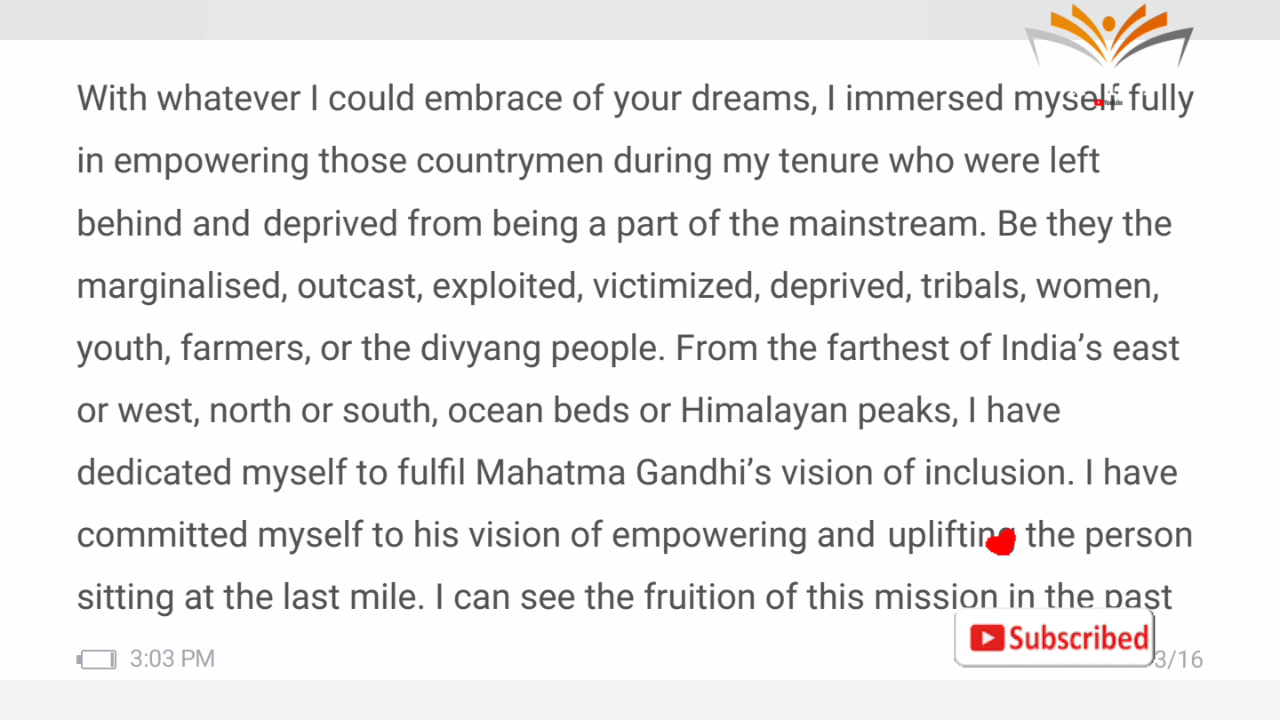 With whatever I could embrace of your dreams, I immersed myself fully
in empowering those countrymen during my tenure who were left
behind and deprived from being a part of the mainstream. Be they the
marginalised, outcast, exploited, victimized, deprived, tribals, women,
youth, farmers, or the divyang people. From the farthest of India’s east
or west, north or south, ocean beds or Himalayan peaks, I have
dedicated myself to fulfil Mahatma Gandhi’s vision of inclusion. I have
committed myself to his vision of empowering and uplifting the person
sitting at the last mile. I can see the fruition of this mission in the past
Subscribed
3:03 PM
3/16